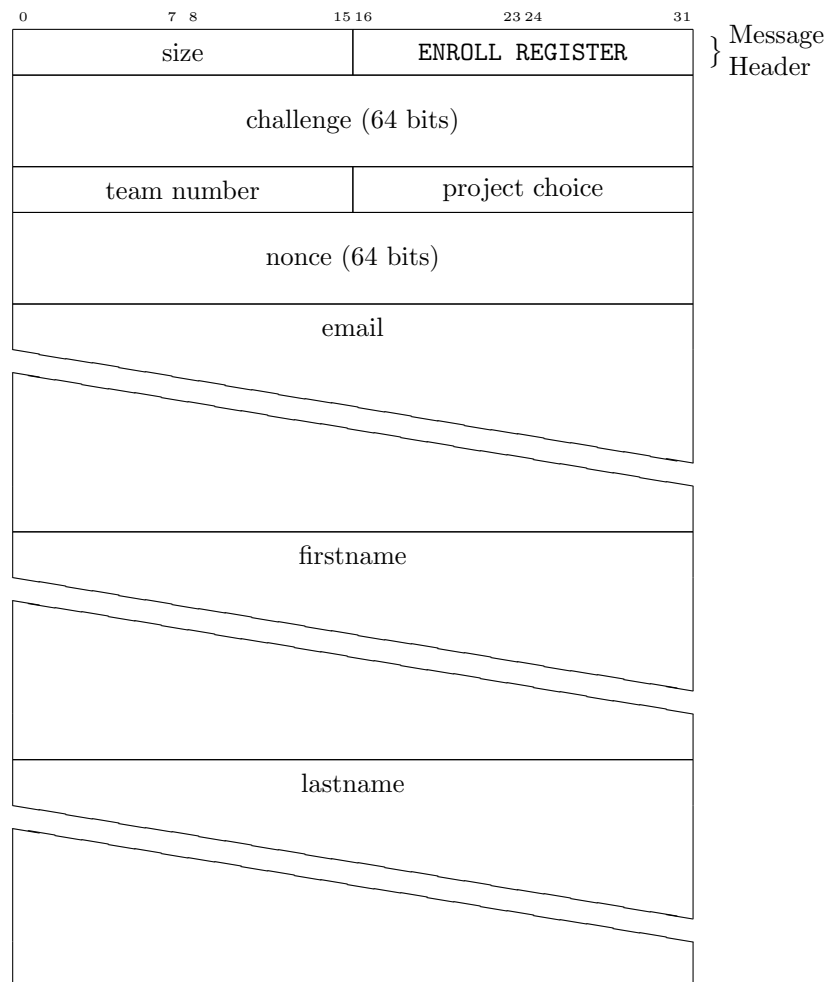 0 7 8 15 16 23 24 31
size ENROLL REGISTER } Message
Header
challenge (64 bits)
team number project choice
nonce (64 bits)
email
firstname
lastname